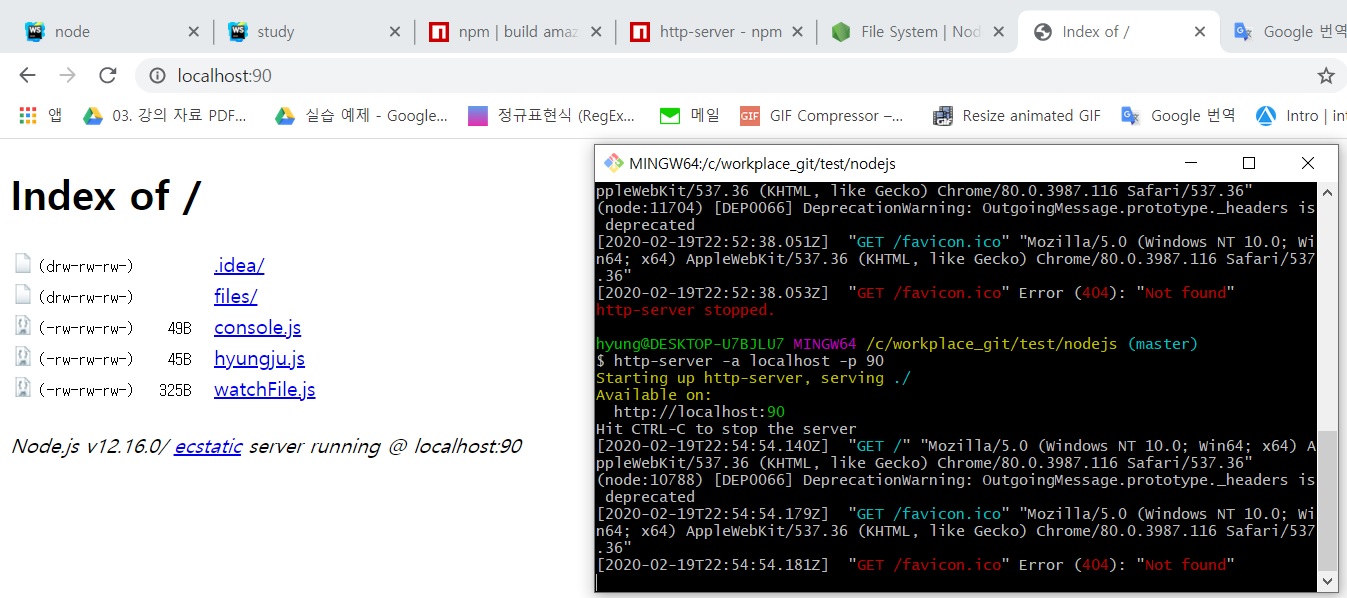 node
study
npm | build amaz
http-server - npm
File System | Nod
Index of /
Google 번역
localhost:90
앱
03. 강의 자료 PDF...
실습 예제 - Google...
정규표현식 (RegEx...
메일
GIF
GIF Compressor –...
Resize animated GIF
Google 번역
Intro | int
Index of /
(drw-rw-rw-) .idea/
(drw-rw-rw-) files/
(-rw-rw-rw-) 49B console.js
(-rw-rw-rw-) 45B hyungju.js
(-rw-rw-rw-) 325B watchFile.js
Node.js v12.16.0/ ecstatic server running @ localhost:90
MINGW64:/c/workplace_git/test/nodejs
ppleWebKit/537.36 (KHTML, like Gecko) Chrome/80.0.3987.116 Safari/537.36"
(node:11704) [DEP0066] DeprecationWarning: OutgoingMessage.prototype._headers is
deprecated
[2020-02-19T22:52:38.051Z] "GET /favicon.ico" "Mozilla/5.0 (Windows NT 10.0; Wi
n64; x64) AppleWebKit/537.36 (KHTML, like Gecko) Chrome/80.0.3987.116 Safari/537
.36"
[2020-02-19T22:52:38.053Z] "GET /favicon.ico" Error (404): "Not found"
http-server stopped.
hyung@DESKTOP-U7BJLU7 MINGW64 /c/workplace_git/test/nodejs (master)
$ http-server -a localhost -p 90
Starting up http-server, serving ./
Available on:
http://localhost:90
Hit CTRL-C to stop the server
[2020-02-19T22:54:54.140Z] "GET /" "Mozilla/5.0 (Windows NT 10.0; Win64; x64) A
ppleWebKit/537.36 (KHTML, like Gecko) Chrome/80.0.3987.116 Safari/537.36"
(node:10788) [DEP0066] DeprecationWarning: OutgoingMessage.prototype._headers is
deprecated
[2020-02-19T22:54:54.179Z] "GET /favicon.ico" "Mozilla/5.0 (Windows NT 10.0; Wi
n64; x64) AppleWebKit/537.36 (KHTML, like Gecko) Chrome/80.0.3987.116 Safari/537
.36"
[2020-02-19T22:54:54.181Z] "GET /favicon.ico" Error (404): "Not found"